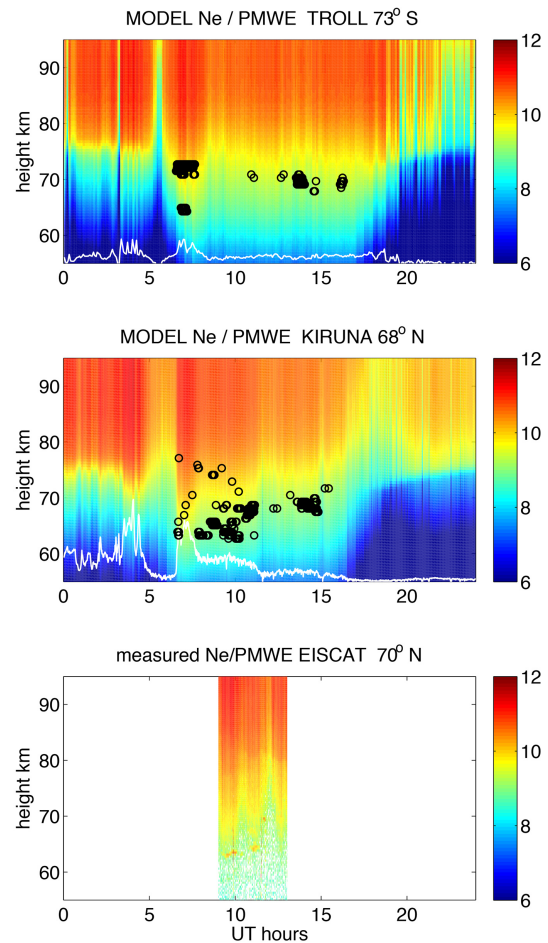 MODEL Ne / PMWE TROLL 73° S
height km
90
80
70
60
0 5 10 15 20
12
10
8
6
MODEL Ne / PMWE KIRUNA 68° N
height km
90
80
70
60
0 5 10 15 20
12
10
8
6
measured Ne/PMWE EISCAT 70° N
height km
90
80
70
60
0 5 10 15 20
UT hours
12
10
8
6